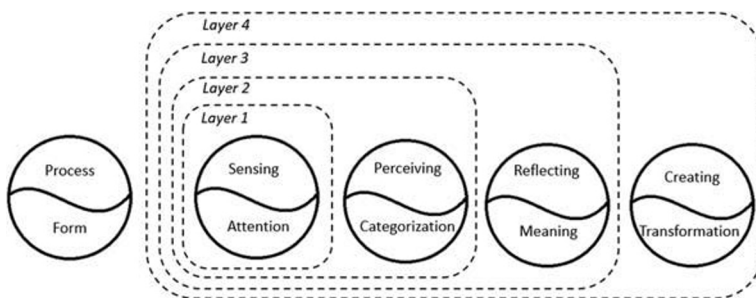 Layer 4
Layer 3
Layer 2
Layer 1
Process
Form
Sensing
Attention
Perceiving
Categorization
Reflecting
Meaning
Creating
Transformation